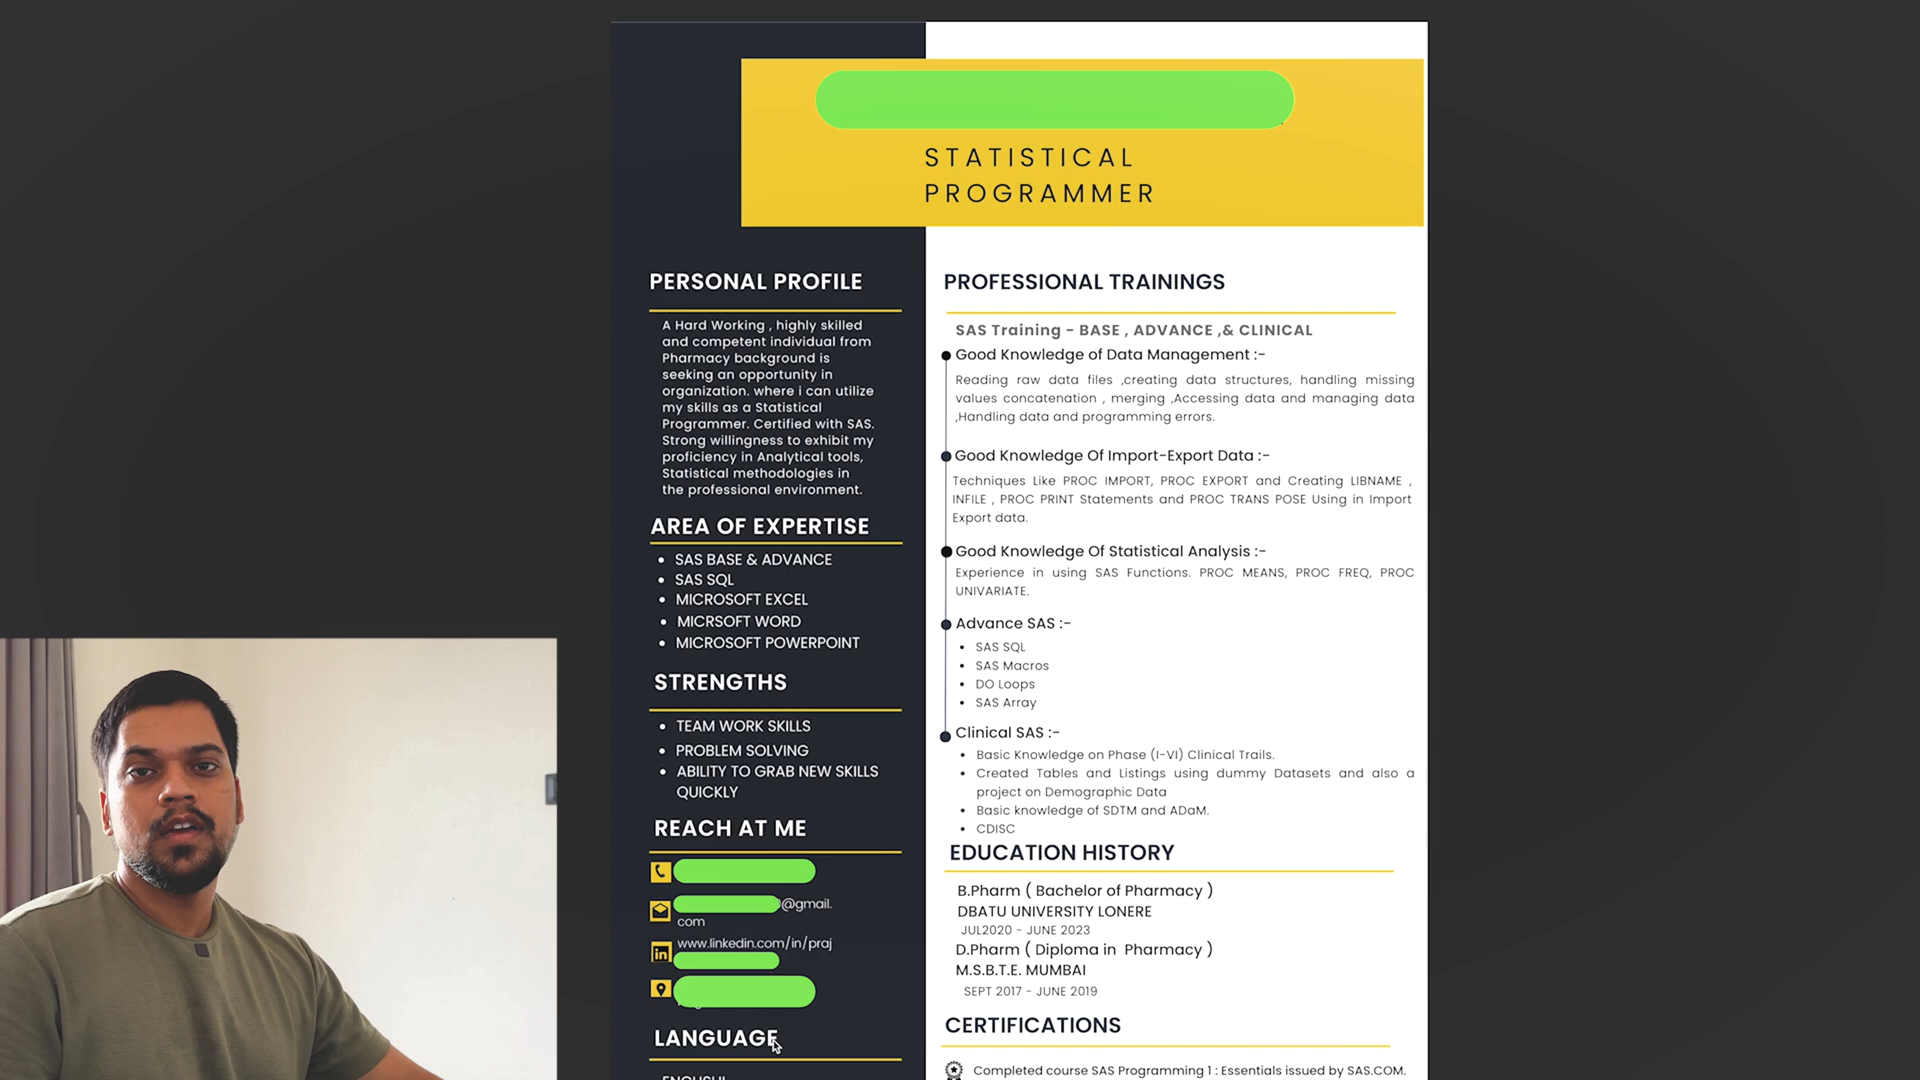 STATISTICAL
PROGRAMMER
PERSONAL PROFILE
A Hard Working , highly skilled
and competent individual from
Pharmacy background is
seeking an opportunity in
organization. where i can utilize
my skills as a Statistical
Programmer. Certified with SAS.
Strong willingness to exhibit my
proficiency in Analytical tools,
Statistical methodologies in
the professional environment.
AREA OF EXPERTISE
• SAS BASE & ADVANCE
• SAS SQL
• MICROSOFT EXCEL
• MICRSOFT WORD
• MICROSOFT POWERPOINT
STRENGTHS
• TEAM WORK SKILLS
• PROBLEM SOLVING
• ABILITY TO GRAB NEW SKILLS
QUICKLY
REACH AT ME
@gmail.
com
www.linkedin.com/in/praj
LANGUAGE
PROFESSIONAL TRAININGS
SAS Training - BASE , ADVANCE ,& CLINICAL
Good Knowledge of Data Management :-
Reading raw data files ,creating data structures, handling missing
values concatenation , merging ,Accessing data and managing data
,Handling data and programming errors.
Good Knowledge Of Import-Export Data :-
Techniques Like PROC IMPORT, PROC EXPORT and Creating LIBNAME ,
INFILE , PROC PRINT Statements and PROC TRANS POSE Using in Import
Export data.
Good Knowledge Of Statistical Analysis :-
Experience in using SAS Functions. PROC MEANS, PROC FREQ, PROC
UNIVARIATE.
Advance SAS :-
• SAS SQL
• SAS Macros
• DO Loops
• SAS Array
Clinical SAS :-
• Basic Knowledge on Phase (I-VI) Clinical Trails.
• Created Tables and Listings using dummy Datasets and also a
project on Demographic Data
• Basic knowledge of SDTM and ADaM.
• CDISC
EDUCATION HISTORY
B.Pharm ( Bachelor of Pharmacy )
DBATU UNIVERSITY LONERE
JUL2020 - JUNE 2023
D.Pharm ( Diploma in Pharmacy )
M.S.B.T.E. MUMBAI
SEPT 2017 - JUNE 2019
CERTIFICATIONS
Completed course SAS Programming 1 : Essentials issued by SAS.COM.